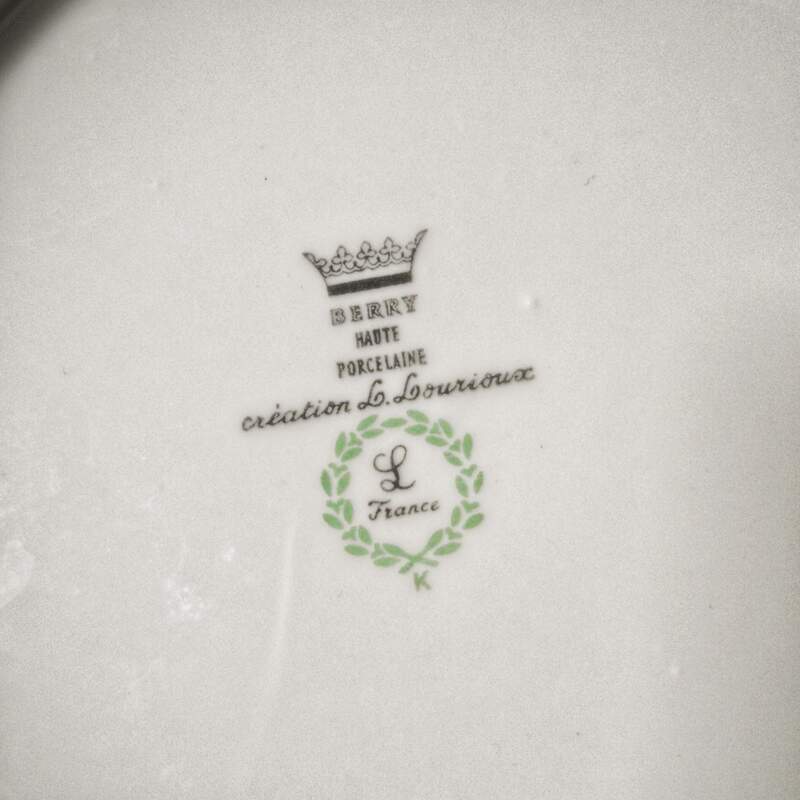 BERRY
HAUTE
PORCELAINE
création L. Lourioux
L
France
K